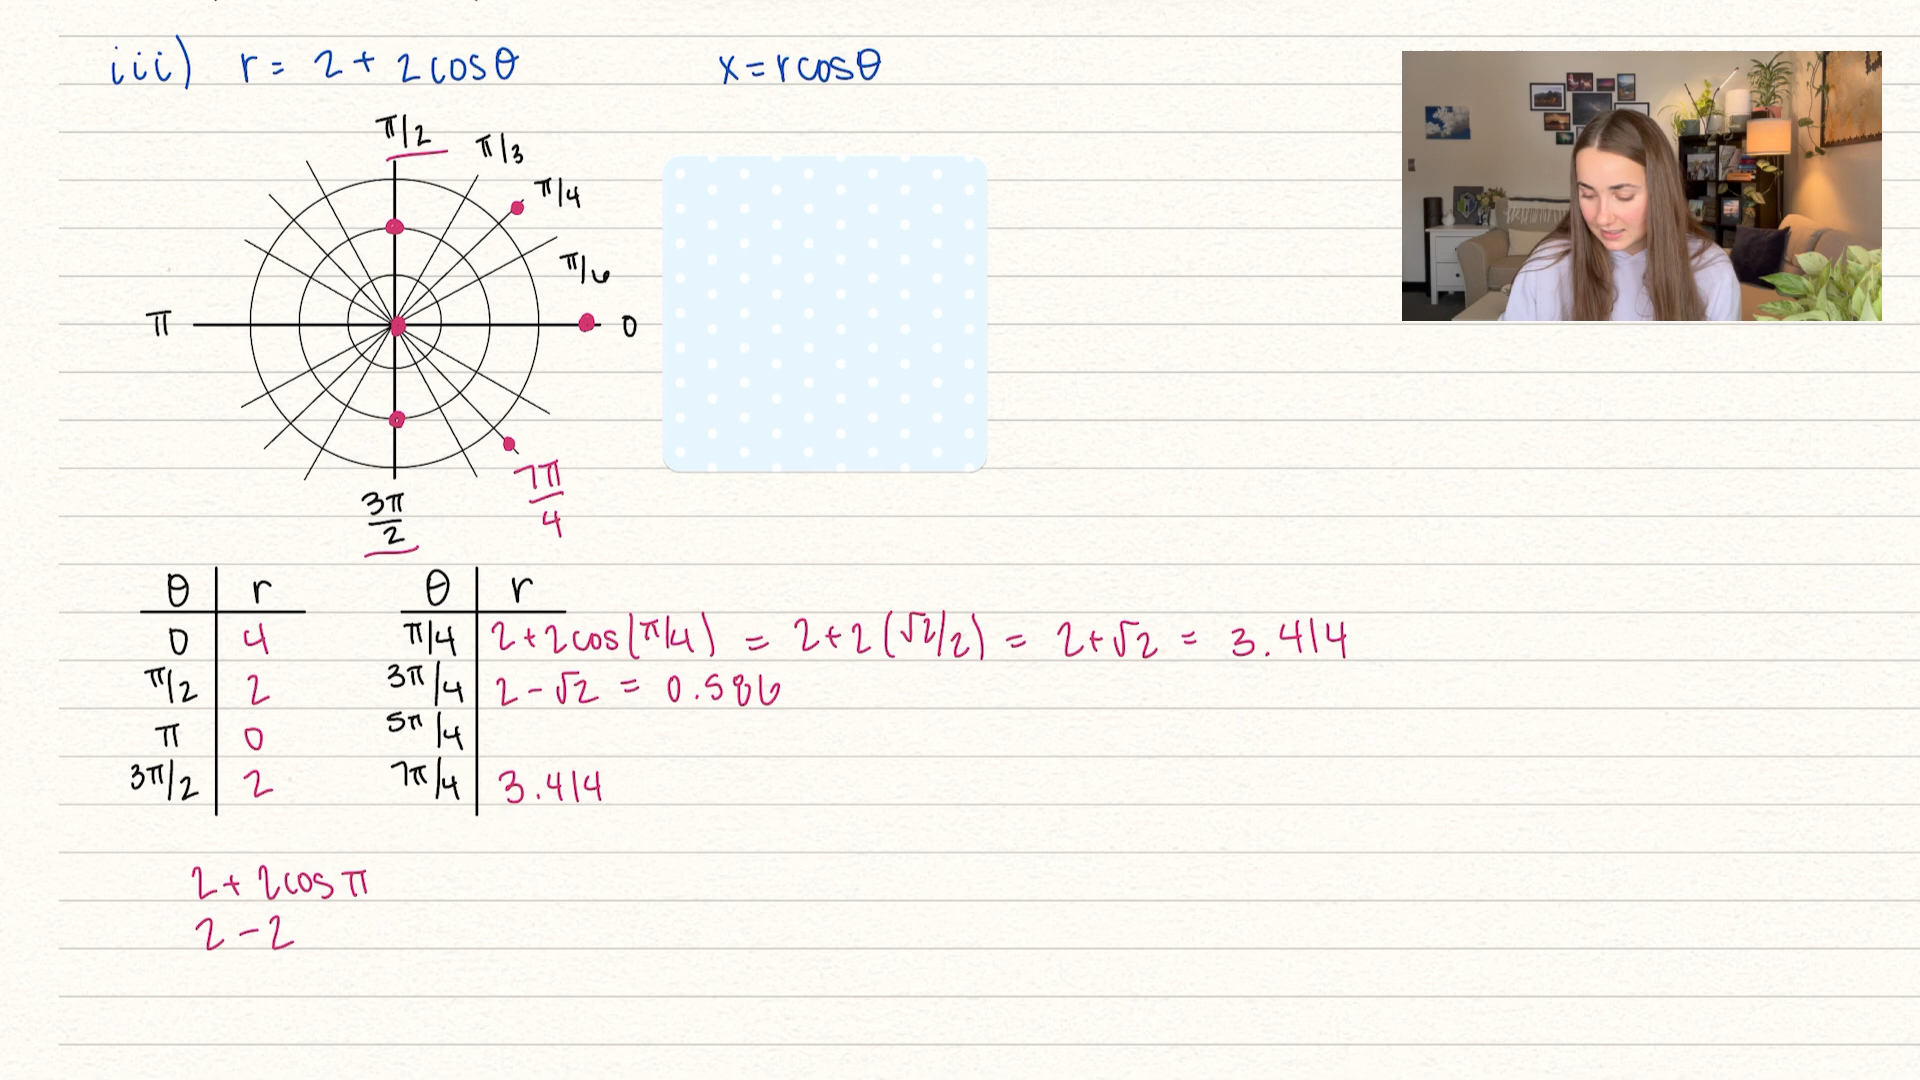 iii) r = 2 + 2cosθ x = rcosθ
π/2
π/3
π/4
π/6
π 0
7π/4
3π/2
θ r θ r
0 4 π/4 2+2cos(π/4) = 2+2(√2/2) = 2+√2 = 3.414
π/2 2 3π/4 2-√2 = 0.586
π 0 5π/4
3π/2 2 7π/4 3.414
2+2cosπ
2-2